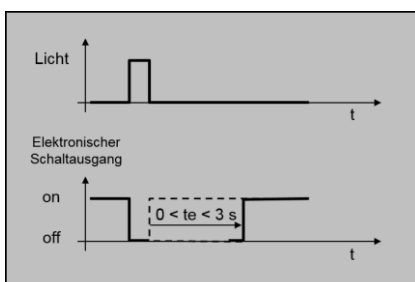 Licht
t
Elektronischer
Schaltausgang
on
0 < te < 3 s
off
t